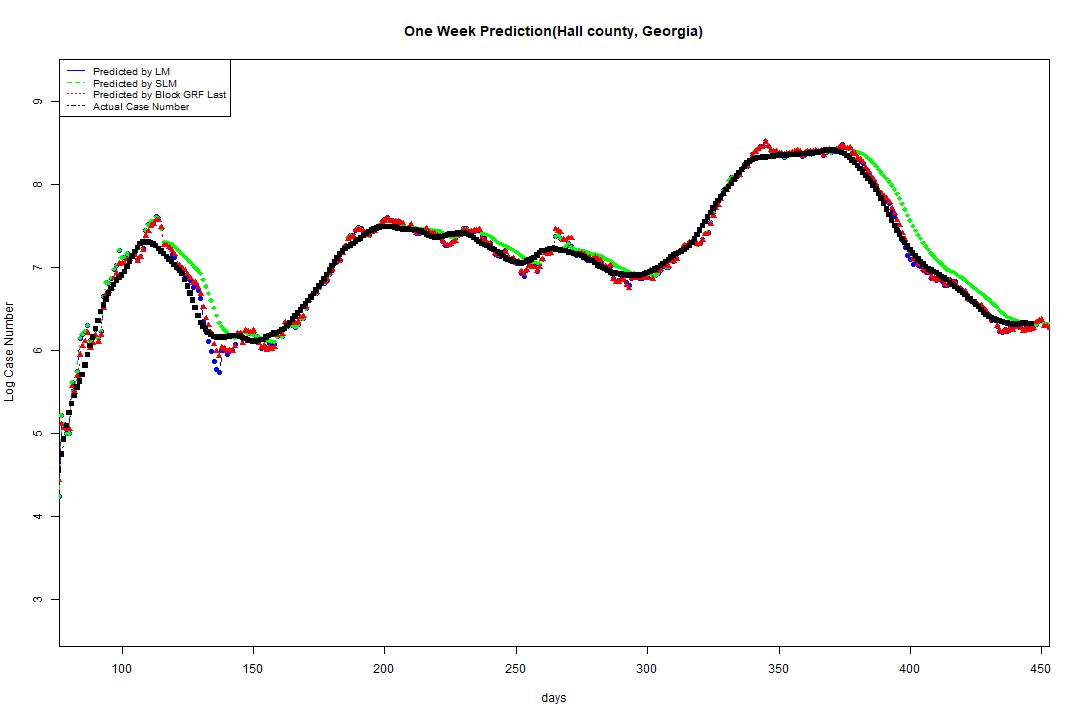 One Week Prediction(Hall county, Georgia)
Predicted by LM
Predicted by SLM
Predicted by Block GRF Last
Actual Case Number
9
8
7
6
5
4
3
Log Case Number
100 150 200 250 300 350 400 450
days